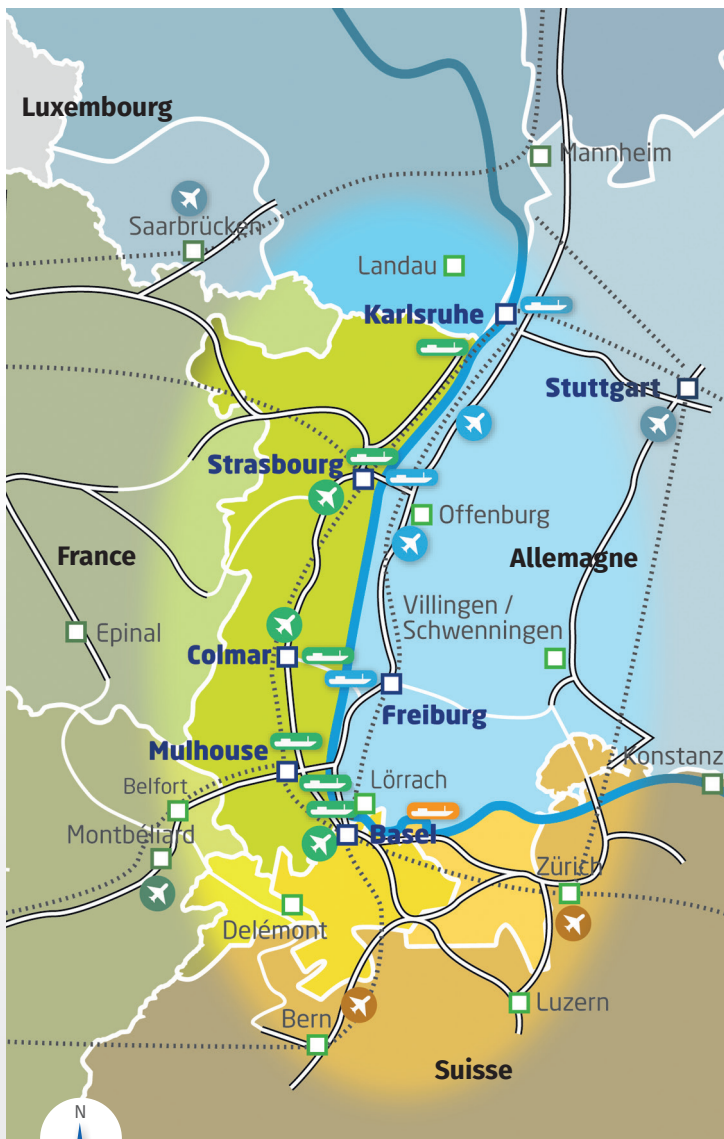 Luxembourg
Mannheim
Saarbrücken
Landau
Karlsruhe
Stuttgart
Strasbourg
Offenburg
France
Allemagne
Villingen /
Schwenningen
Epinal
Colmar
Freiburg
Mulhouse
Konstanz
Belfort
Lörrach
Montbéliard
Basel
Zürich
Delémont
Luzern
Bern
Suisse
N